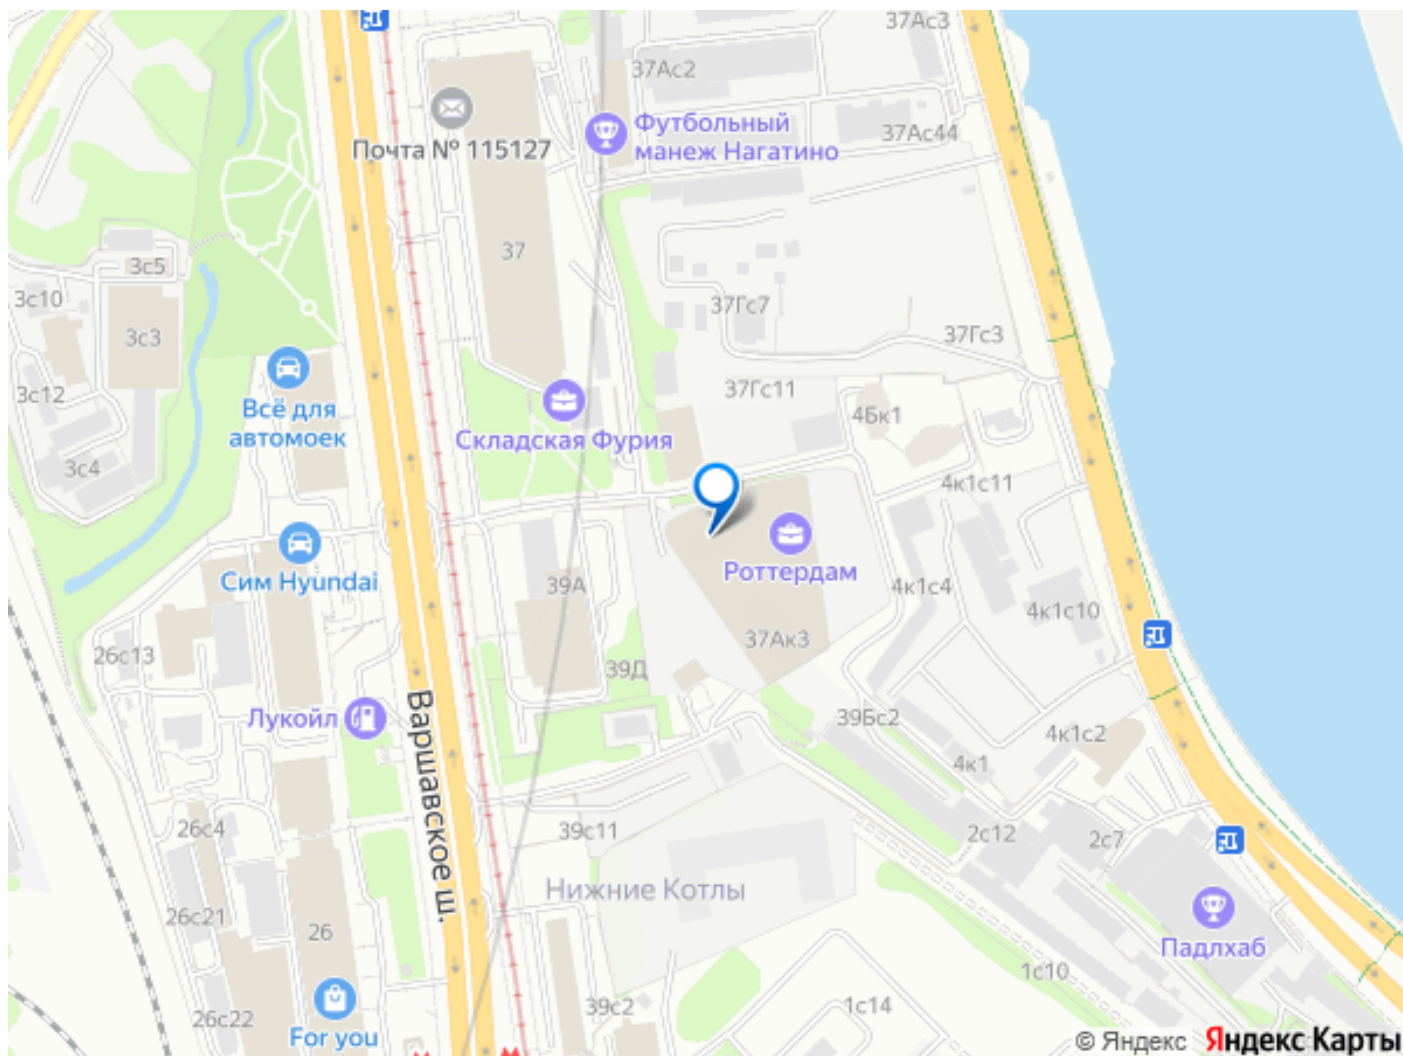 37Ас3
37Ас2
Почта № 115127
Футбольный
манеж Нагатино
37Ас44
37
3с5
3с10
3с3
37Гс7
37Гс3
3с12
Всё для
автомоек
37Гс11
4Бк1
Складская Фурия
3с4
4к1с11
Сим Hyundai
39А
Роттердам
4к1с4
4к1с10
37Ак3
26с13
39Д
Лукойл
Варшавское ш.
39Бс2
4к1с2
4к1
26с4
39с11
2с12
2с7
Нижние Котлы
26с21
26
Падлхаб
1с10
26с22
For you
39с2
1с14
© Яндекс
Яндекс Карты